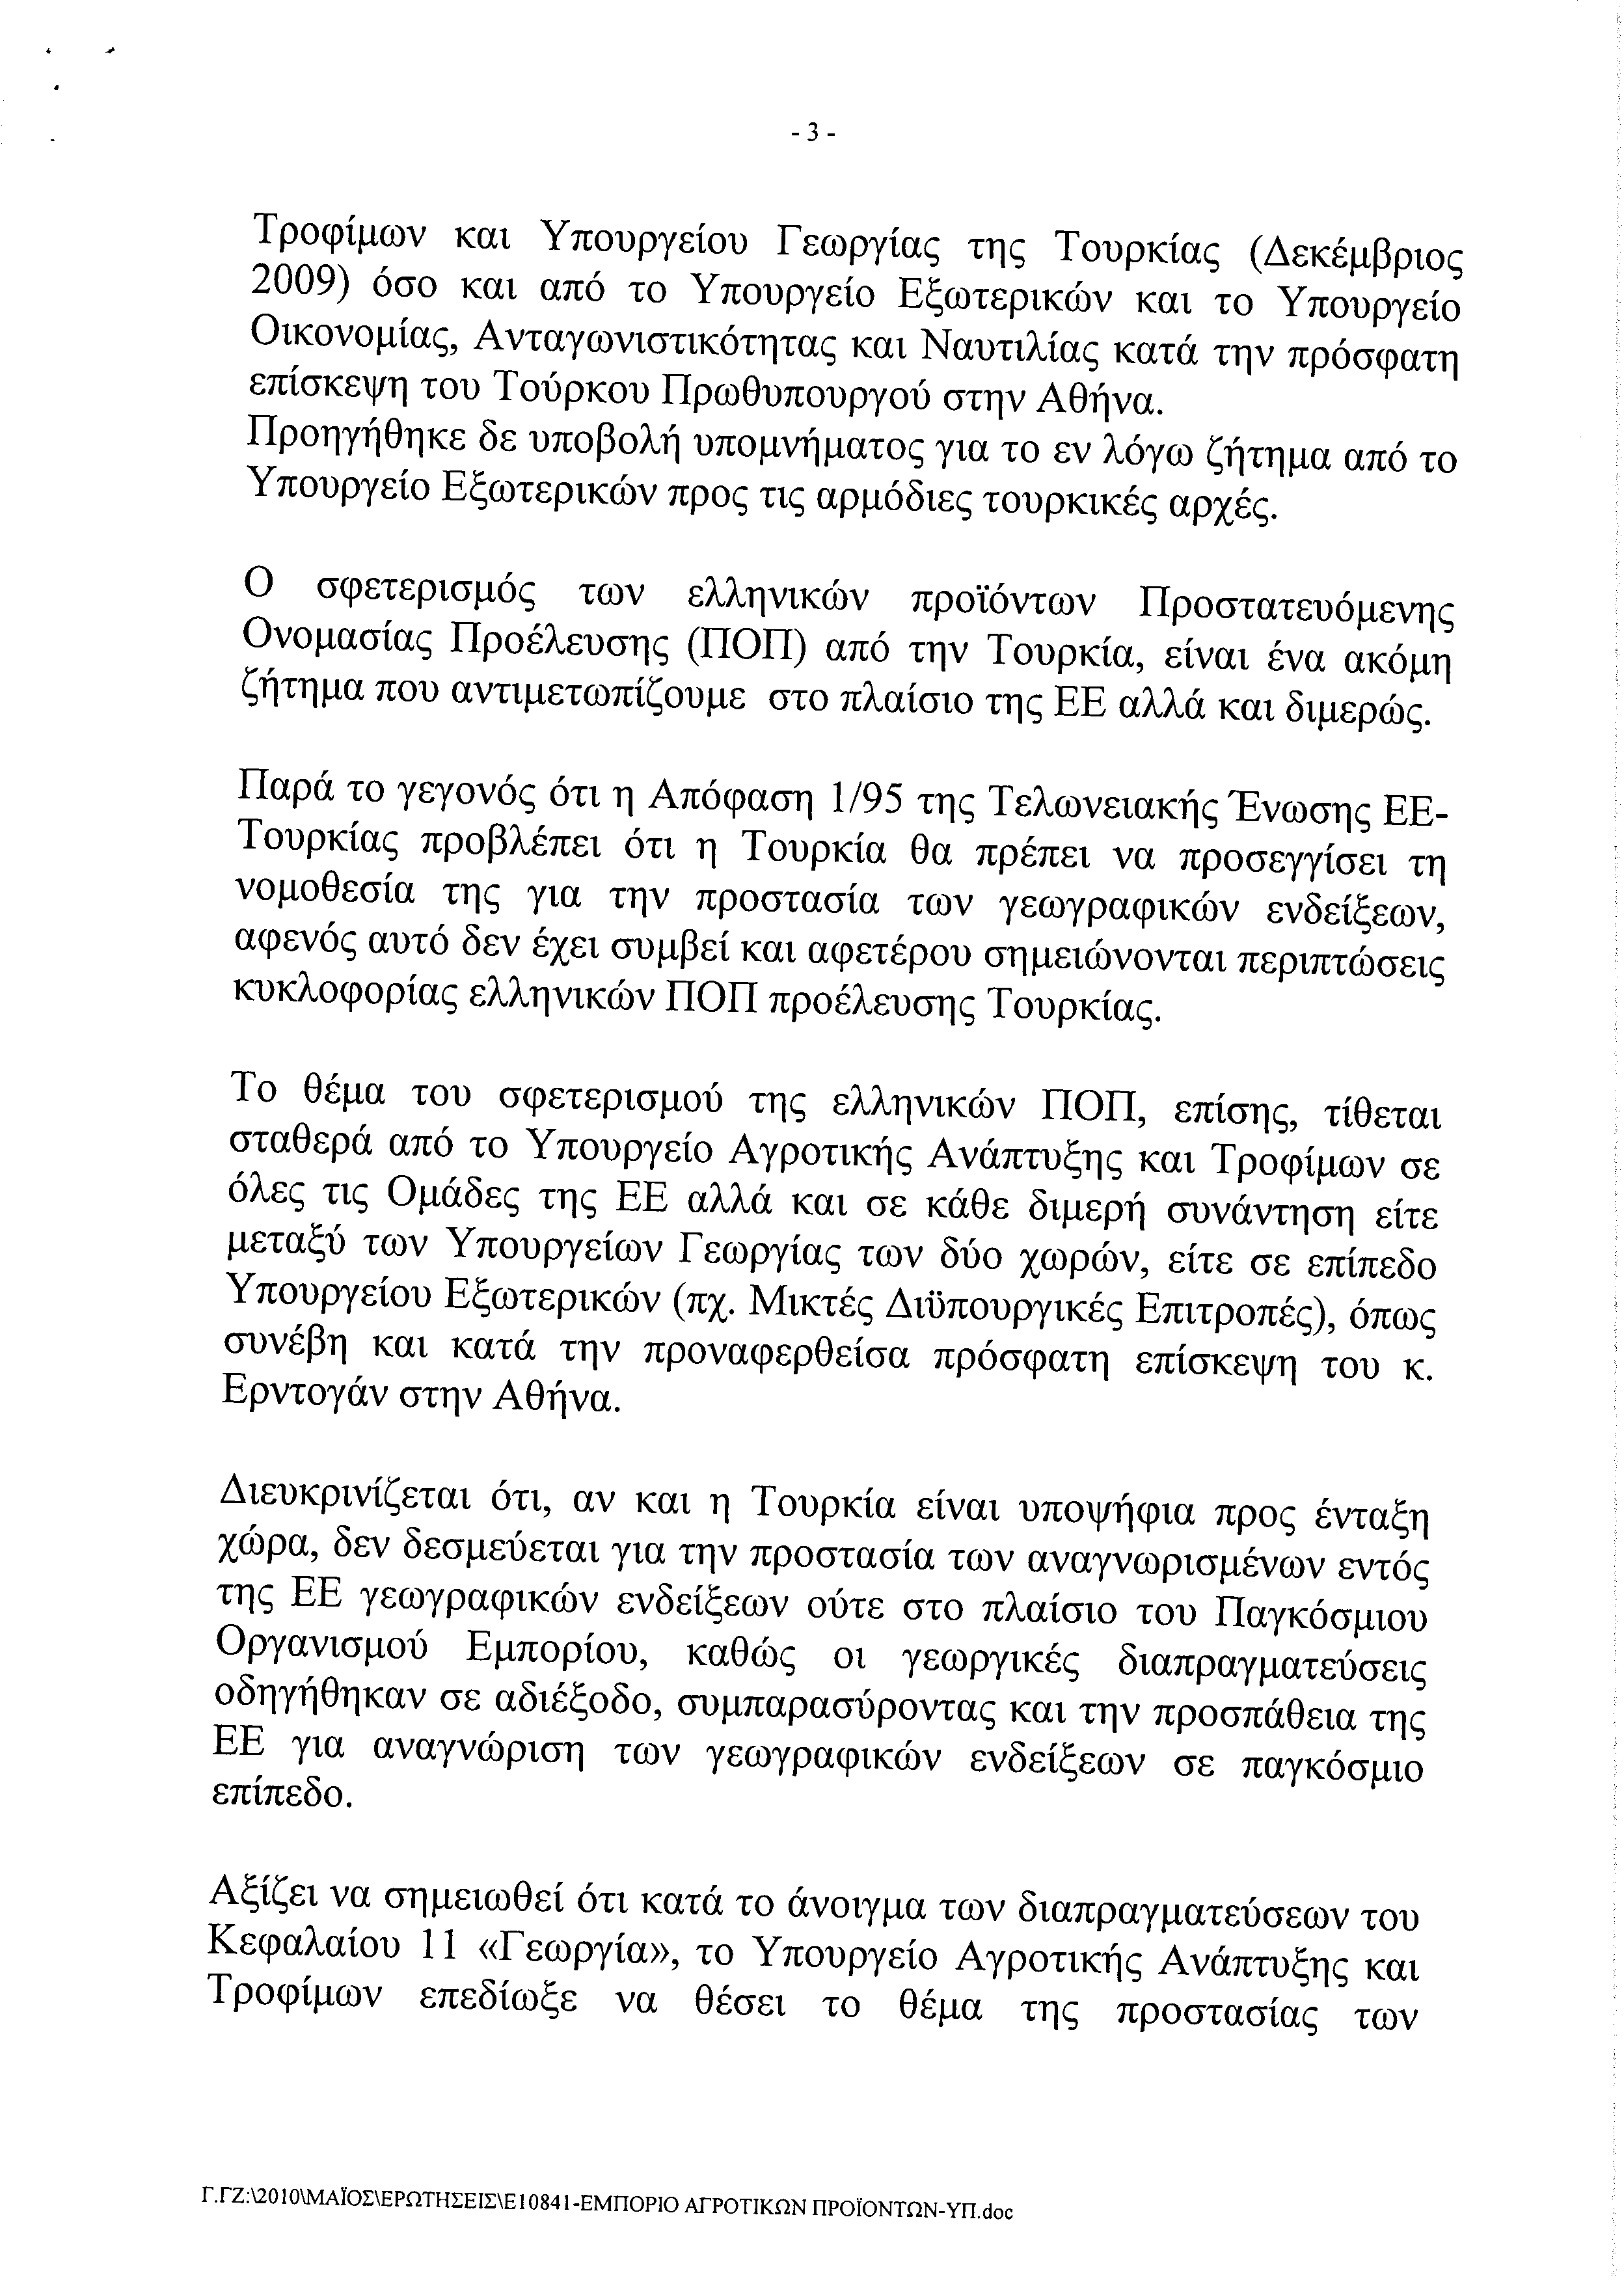 - 3 -
Τροφίμων και Υπουργείου Γεωργίας της Τουρκίας (Δεκέμβριος
2009) όσο και από το Υπουργείο Εξωτερικών και το Υπουργείο
Οικονομίας, Ανταγωνιστικότητας και Ναυτιλίας κατά την πρόσφατη
επίσκεψη του Τούρκου Πρωθυπουργού στην Αθήνα.
Προηγήθηκε δε υποβολή υπομνήματος για το εν λόγω ζήτημα από το
Υπουργείο Εξωτερικών προς τις αρμόδιες τουρκικές αρχές.
Ο σφετερισμός των ελληνικών προϊόντων Προστατευόμενης
Ονομασίας Προέλευσης (ΠΟΠ) από την Τουρκία, είναι ένα ακόμη
ζήτημα που αντιμετωπίζουμε στο πλαίσιο της ΕΕ αλλά και διμερώς.
Παρά το γεγονός ότι η Απόφαση 1/95 της Τελωνειακής Ένωσης ΕΕ-
Τουρκίας προβλέπει ότι η Τουρκία θα πρέπει να προσεγγίσει τη
νομοθεσία της για την προστασία των γεωγραφικών ενδείξεων,
αφενός αυτό δεν έχει συμβεί και αφετέρου σημειώνονται περιπτώσεις
κυκλοφορίας ελληνικών ΠΟΠ προέλευσης Τουρκίας.
Το θέμα του σφετερισμού της ελληνικών ΠΟΠ, επίσης, τίθεται
σταθερά από το Υπουργείο Αγροτικής Ανάπτυξης και Τροφίμων σε
όλες τις Ομάδες της ΕΕ αλλά και σε κάθε διμερή συνάντηση είτε
μεταξύ των Υπουργείων Γεωργίας των δύο χωρών, είτε σε επίπεδο
Υπουργείου Εξωτερικών (πχ. Μικτές Διϋπουργικές Επιτροπές), όπως
συνέβη και κατά την προναφερθείσα πρόσφατη επίσκεψη του κ.
Ερντογάν στην Αθήνα.
Διευκρινίζεται ότι, αν και η Τουρκία είναι υποψήφια προς ένταξη
χώρα, δεν δεσμεύεται για την προστασία των αναγνωρισμένων εντός
της ΕΕ γεωγραφικών ενδείξεων ούτε στο πλαίσιο του Παγκόσμιου
Οργανισμού Εμπορίου, καθώς οι γεωργικές διαπραγματεύσεις
οδηγήθηκαν σε αδιέξοδο, συμπαρασύροντας και την προσπάθεια της
ΕΕ για αναγνώριση των γεωγραφικών ενδείξεων σε παγκόσμιο
επίπεδο.
Αξίζει να σημειωθεί ότι κατά το άνοιγμα των διαπραγματεύσεων του
Κεφαλαίου 11 «Γεωργία», το Υπουργείο Αγροτικής Ανάπτυξης και
Τροφίμων επεδίωξε να θέσει το θέμα της προστασίας των
Γ.ΓΖ:\2010\ΜΑΪΟΣ\ΕΡΩΤΗΣΕΙΣ\Ε10841-ΕΜΠΟΡΙΟ ΑΓΡΟΤΙΚΩΝ ΠΡΟΪΟΝΤΩΝ-ΥΠ.doc